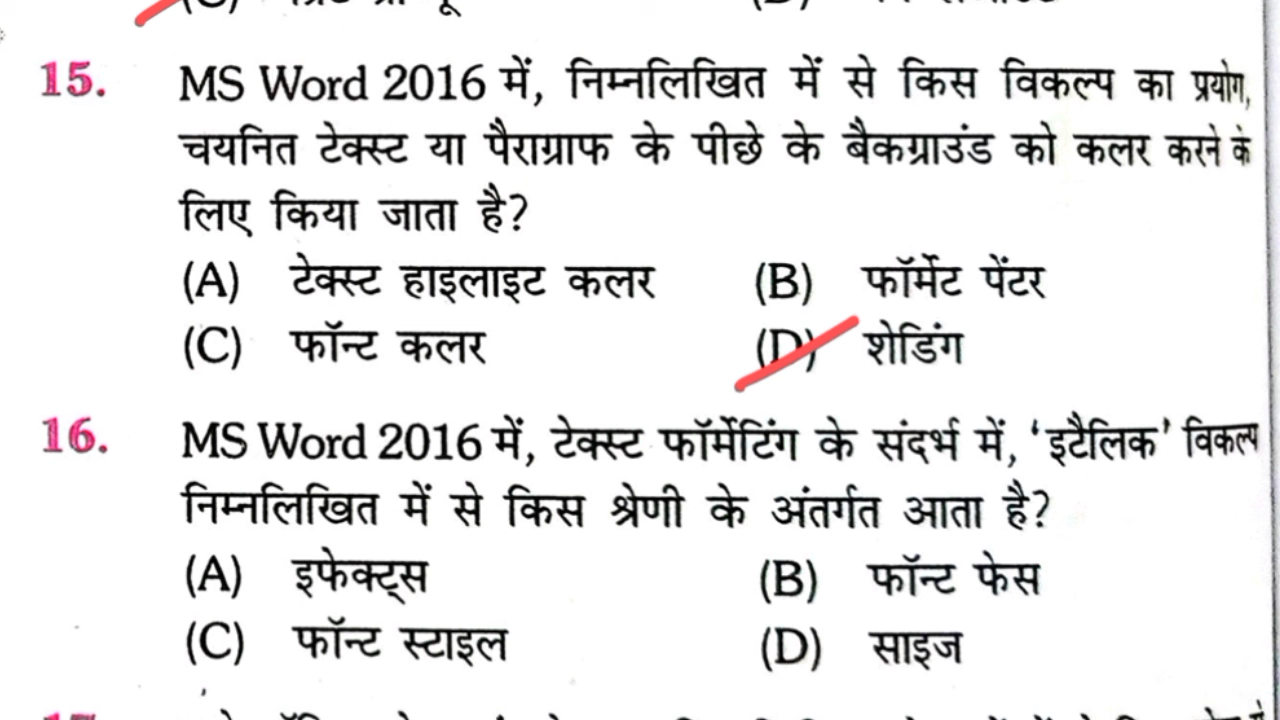 15. MS Word 2016 में, निम्नलिखित में से किस विकल्प का प्रयोग,
चयनित टेक्स्ट या पैराग्राफ के पीछे के बैकग्राउंड को कलर करने के
लिए किया जाता है?
(A) टेक्स्ट हाइलाइट कलर (B) फॉर्मेट पेंटर
(C) फॉन्ट कलर (D) शेडिंग
16. MS Word 2016 में, टेक्स्ट फॉर्मेटिंग के संदर्भ में, 'इटैलिक' विकल्प
निम्नलिखित में से किस श्रेणी के अंतर्गत आता है?
(A) इफेक्ट्स (B) फॉन्ट फेस
(C) फॉन्ट स्टाइल (D) साइज